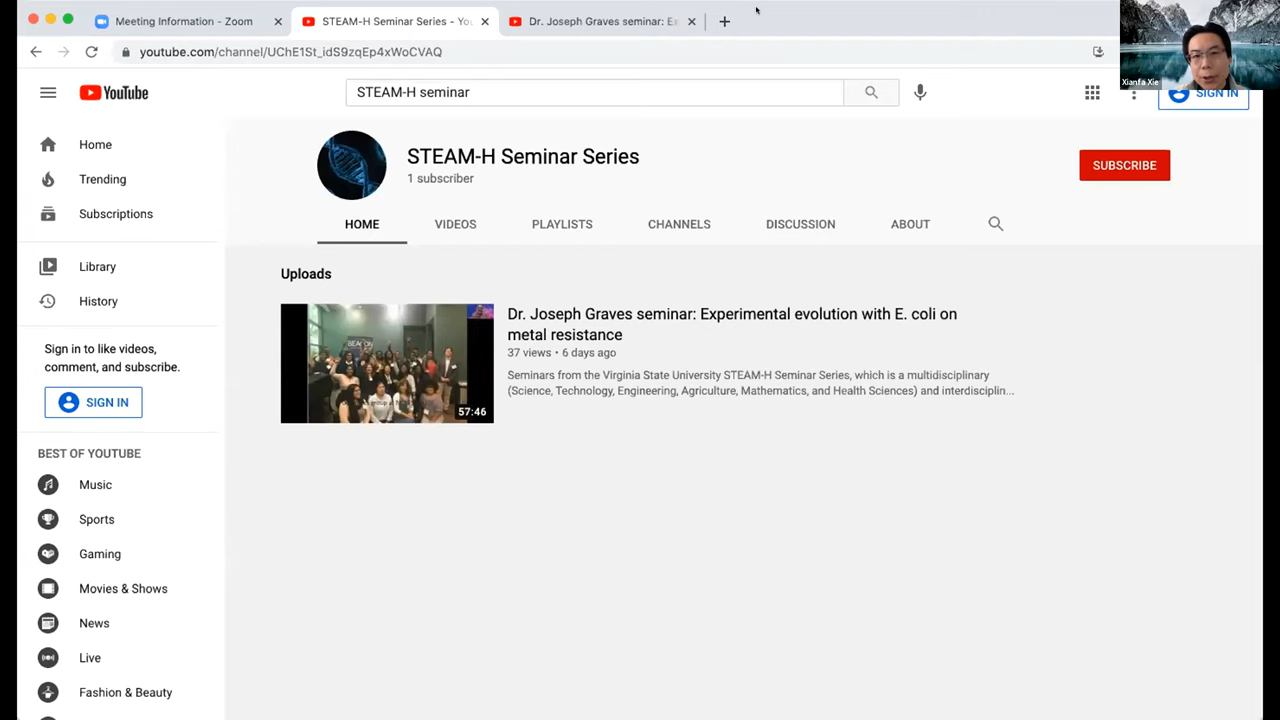 Meeting Information - Zoom
STEAM-H Seminar Series - You
Dr. Joseph Graves seminar: Ex
youtube.com/channel/UChE1St_idS9zqEp4xWoCVAQ
Xianfa Xie
YouTube
STEAM-H seminar
SIGN IN
Home
Trending
Subscriptions
Library
History
Sign in to like videos,
comment, and subscribe.
SIGN IN
BEST OF YOUTUBE
Music
Sports
Gaming
Movies & Shows
News
Live
Fashion & Beauty
STEAM-H Seminar Series
1 subscriber
SUBSCRIBE
HOME VIDEOS PLAYLISTS CHANNELS DISCUSSION ABOUT
Uploads
BEACON
57:46
Dr. Joseph Graves seminar: Experimental evolution with E. coli on
metal resistance
37 views • 6 days ago
Seminars from the Virginia State University STEAM-H Seminar Series, which is a multidisciplinary
(Science, Technology, Engineering, Agriculture, Mathematics, and Health Sciences) and interdisciplin...